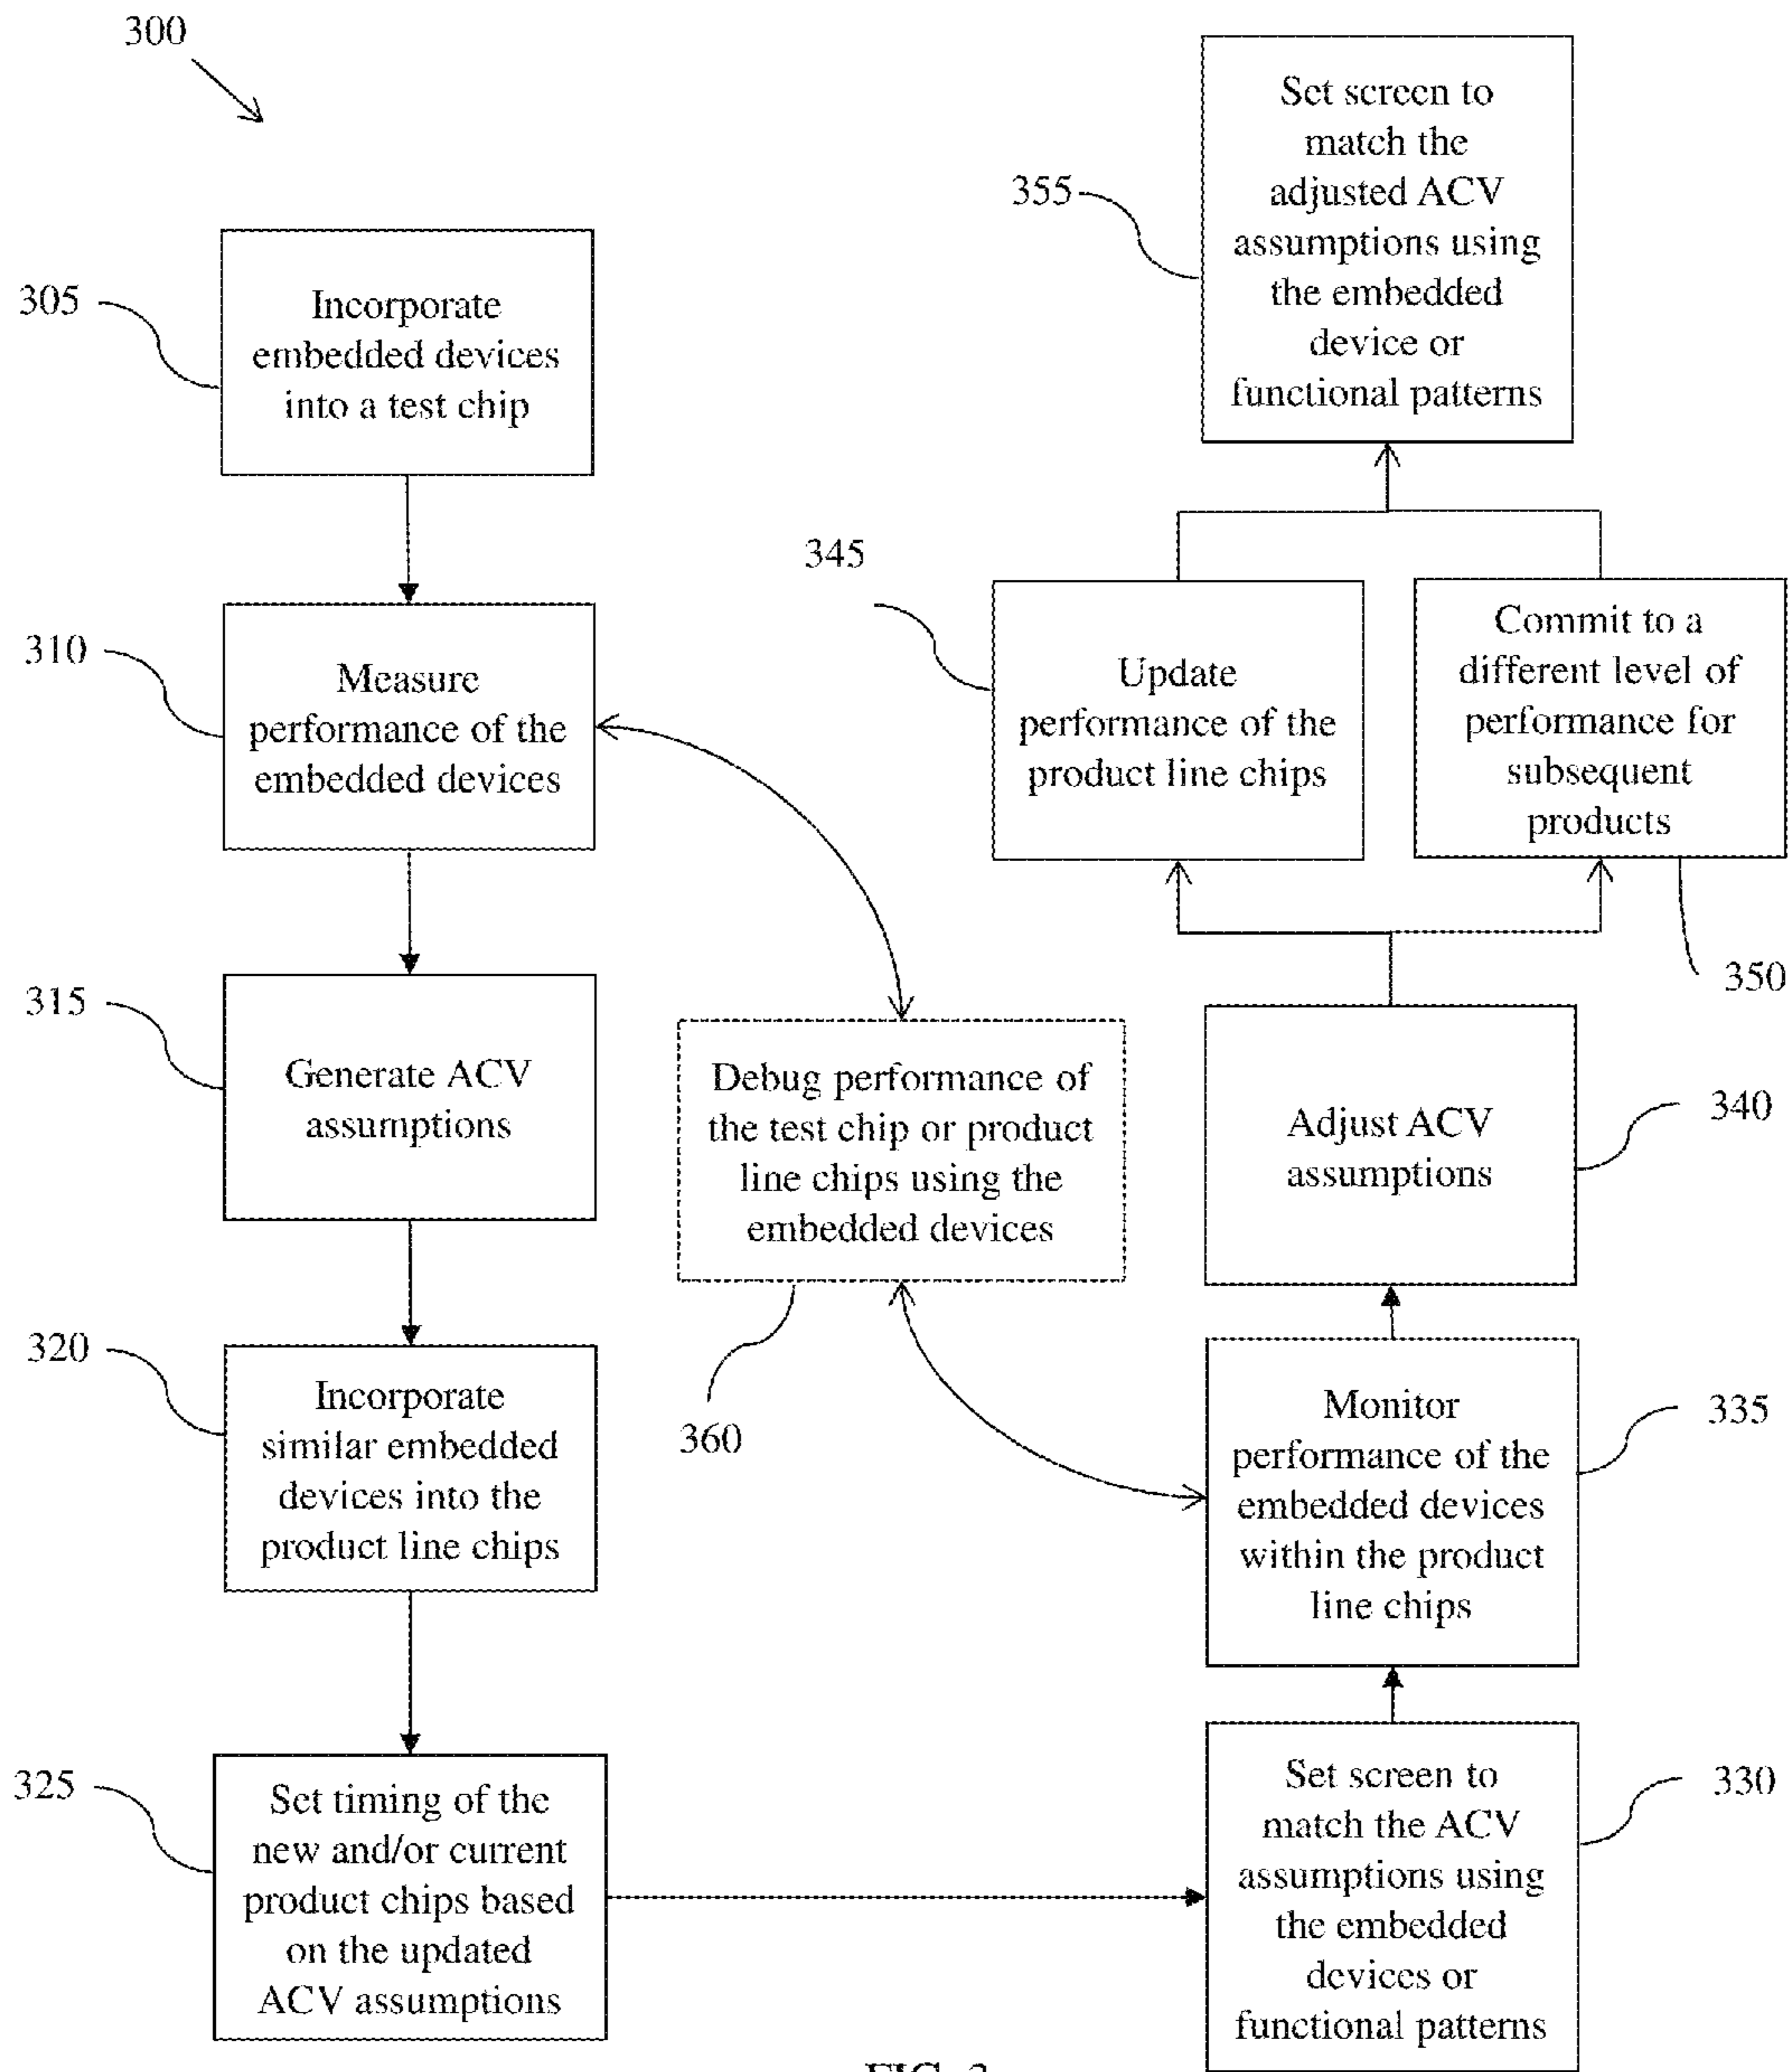 300
305
Incorporate
embedded devices
into a test chip
310
Measure
performance of the
embedded devices
315
Generate ACV
assumptions
320
Incorporate
similar embedded
devices into the
product line chips
325
Set timing of the
new and/or current
product chips based
on the updated
ACV assumptions
330
Set screen to
match the ACV
assumptions using
the embedded
devices or
functional patterns
335
Monitor
performance of the
embedded devices
within the product
line chips
340
Adjust ACV
assumptions
345
Update
performance of the
product line chips
350
Commit to a
different level of
performance for
subsequent
products
355
Set screen to
match the
adjusted ACV
assumptions using
the embedded
device or
functional patterns
360
Debug performance of
the test chip or product
line chips using the
embedded devices